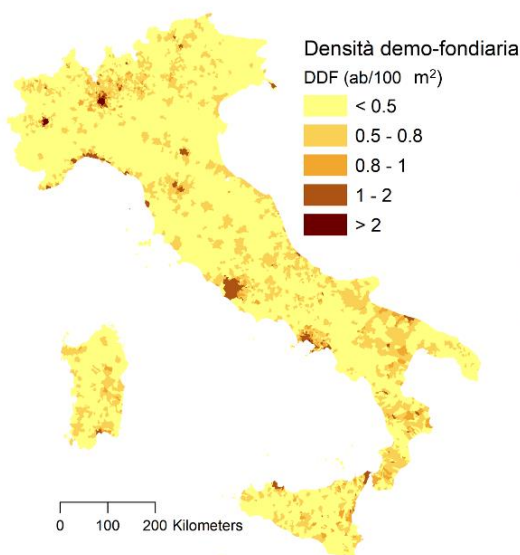 Densità demo-fondiaria
DDF (ab/100 m²)
< 0.5
0.5 - 0.8
0.8 - 1
1 - 2
> 2
0 100 200 Kilometers